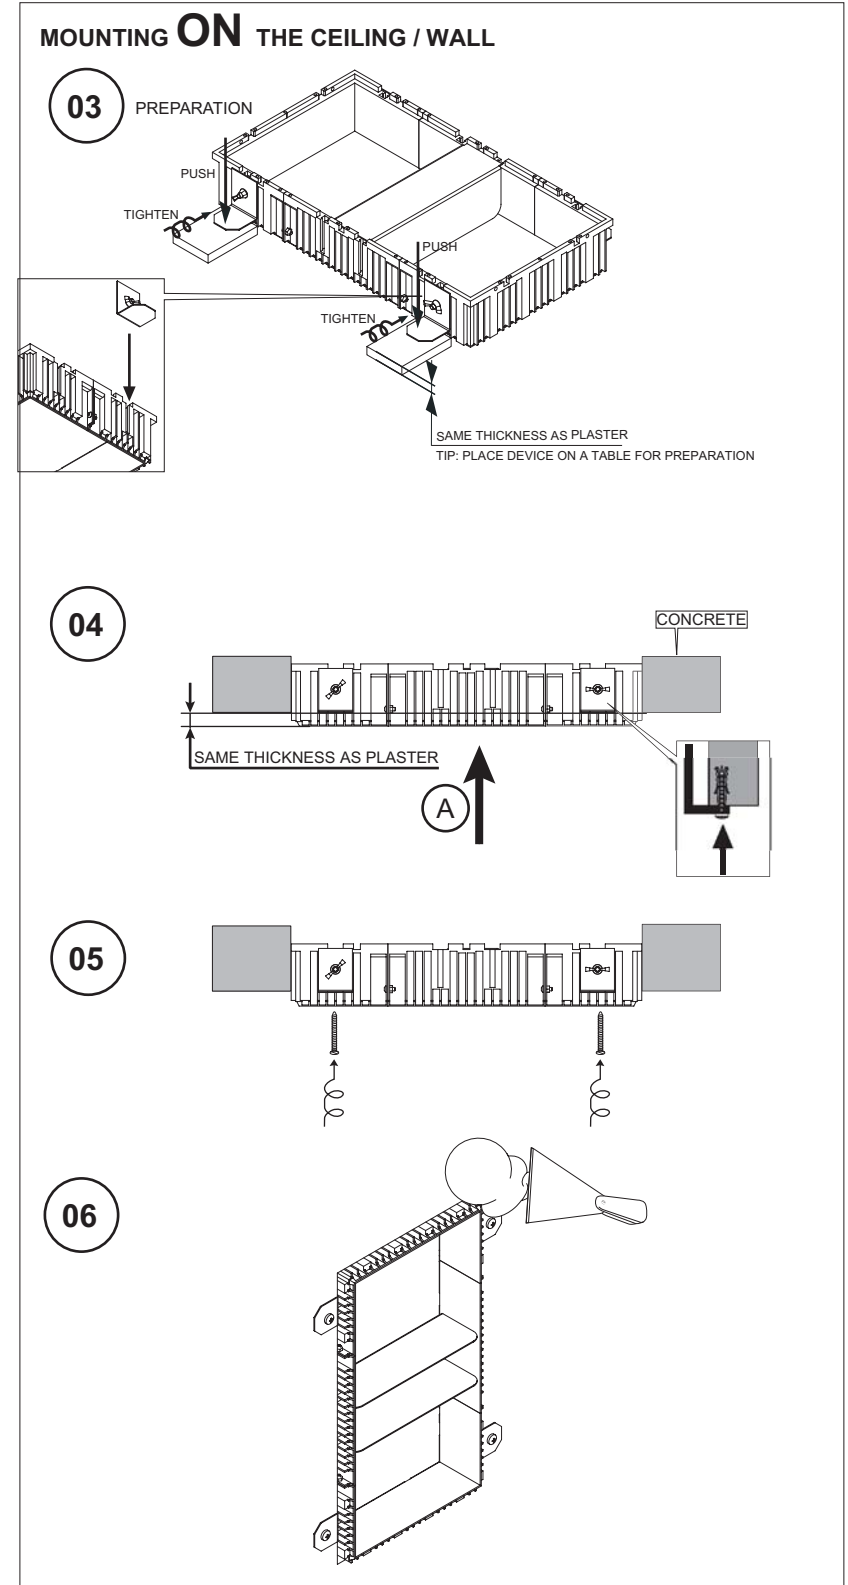 MOUNTING ON THE CEILING / WALL
03
PREPARATION
PUSH
TIGHTEN
PUSH
TIGHTEN
SAME THICKNESS AS PLASTER
TIP: PLACE DEVICE ON A TABLE FOR PREPARATION
04
CONCRETE
SAME THICKNESS AS PLASTER
A
05
06